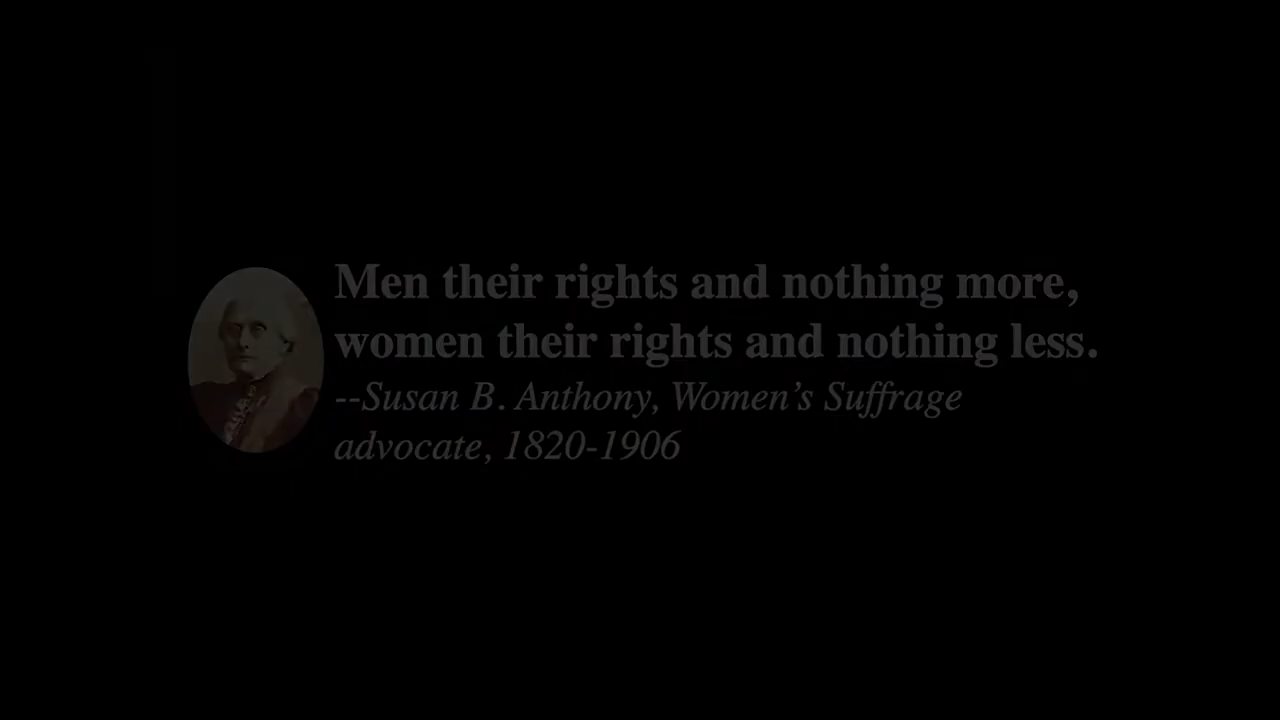 Men their rights and nothing more,
women their rights and nothing less.
--Susan B. Anthony, Women’s Suffrage
advocate, 1820-1906